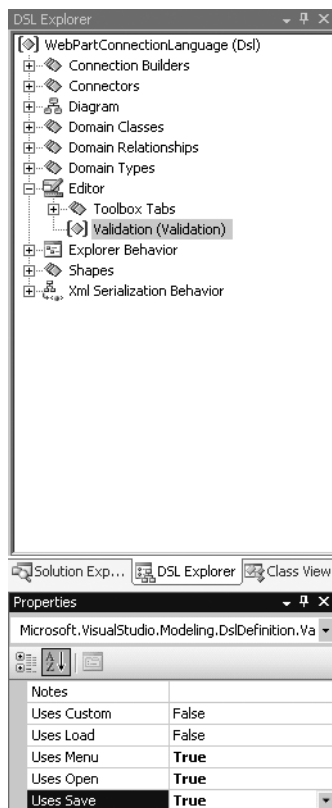 DSL Explorer
WebPartConnectionLanguage (Dsl)
Connection Builders
Connectors
Diagram
Domain Classes
Domain Relationships
Domain Types
Editor
Toolbox Tabs
Validation (Validation)
Explorer Behavior
Shapes
Xml Serialization Behavior
Solution Exp... DSL Explorer Class View
Properties
Microsoft.VisualStudio.Modeling.DslDefinition.Va
Notes
Uses Custom False
Uses Load False
Uses Menu True
Uses Open True
Uses Save True